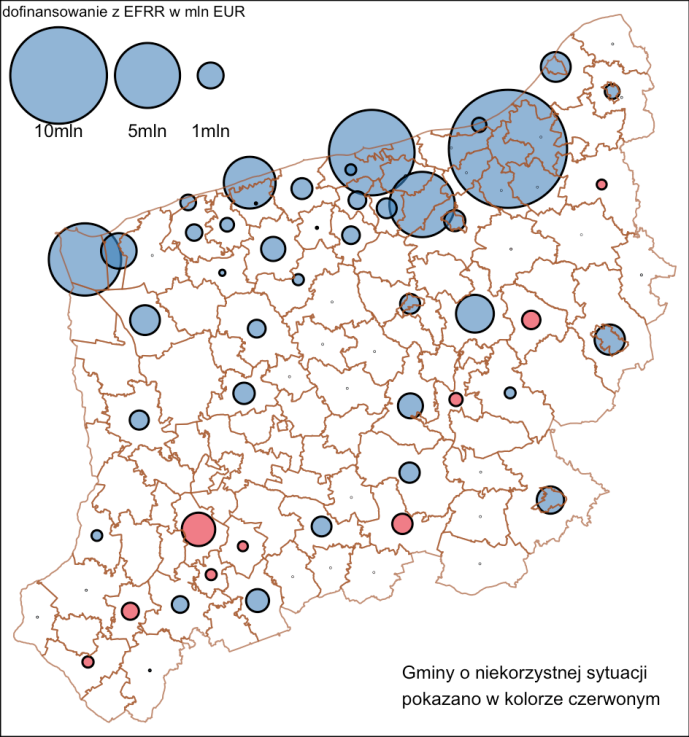 dofinansowanie z EFRR w mln EUR
10mln 5mln 1mln
Gminy o niekorzystnej sytuacji
pokazano w kolorze czerwonym